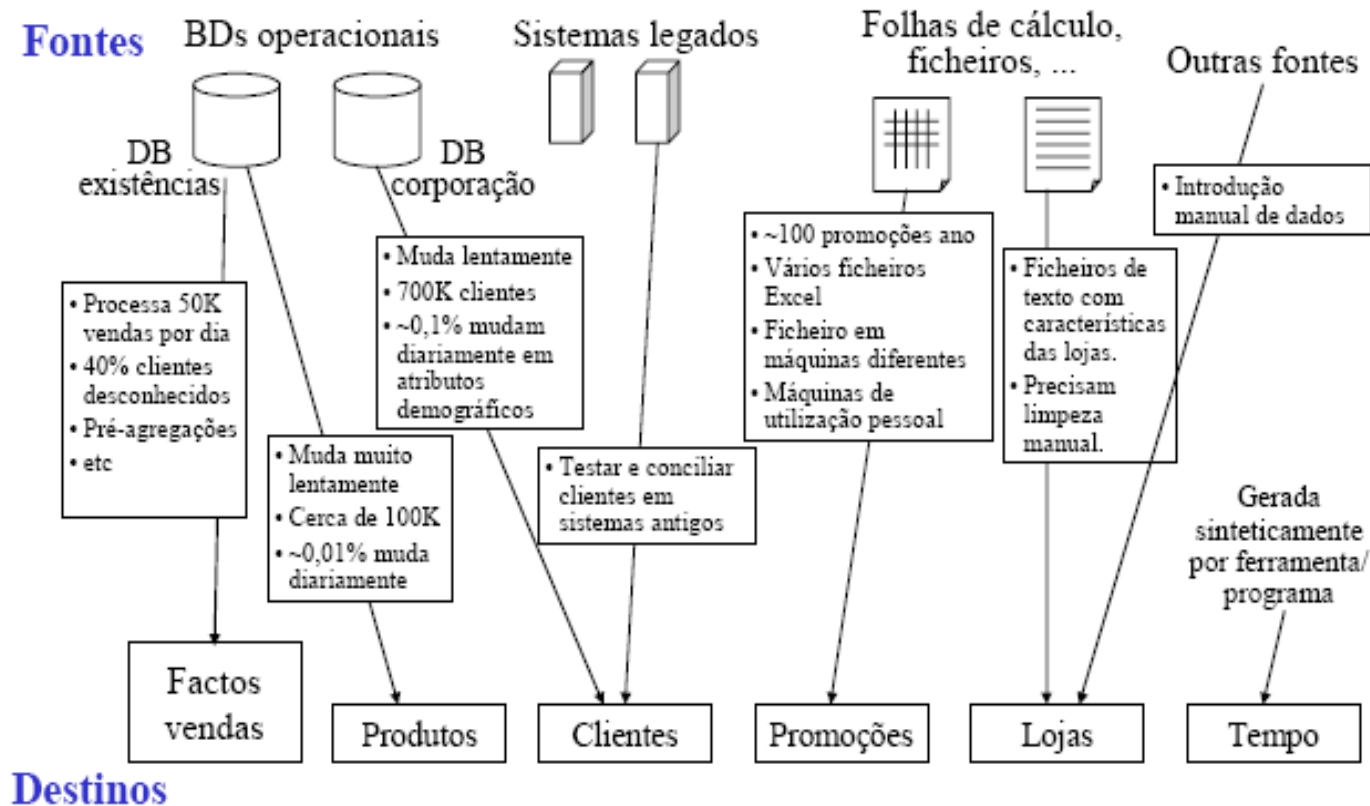 Fontes
BDs operacionais
Sistemas legados
Folhas de cálculo,
ficheiros, ...
Outras fontes
DB
existências
DB
corporação
• Processa 50K
vendas por dia
• 40% clientes
desconhecidos
• Pré-agregações
• etc
• Muda muito
lentamente
• Cerca de 100K
• ~0,01% muda
diariamente
• Muda lentamente
• 700K clientes
• ~0,1% mudam
diariamente em
atributos
demográficos
• Testar e conciliar
clientes em
sistemas antigos
• ~100 promoções ano
• Vários ficheiros
Excel
• Ficheiro em
máquinas diferentes
• Máquinas de
utilização pessoal
• Ficheiros de
texto com
características
das lojas.
• Precisam
limpeza
manual.
• Introdução
manual de dados
Gerada
sinteticamente
por ferramenta/
programa
Factos
vendas
Produtos
Clientes
Promoções
Lojas
Tempo
Destinos